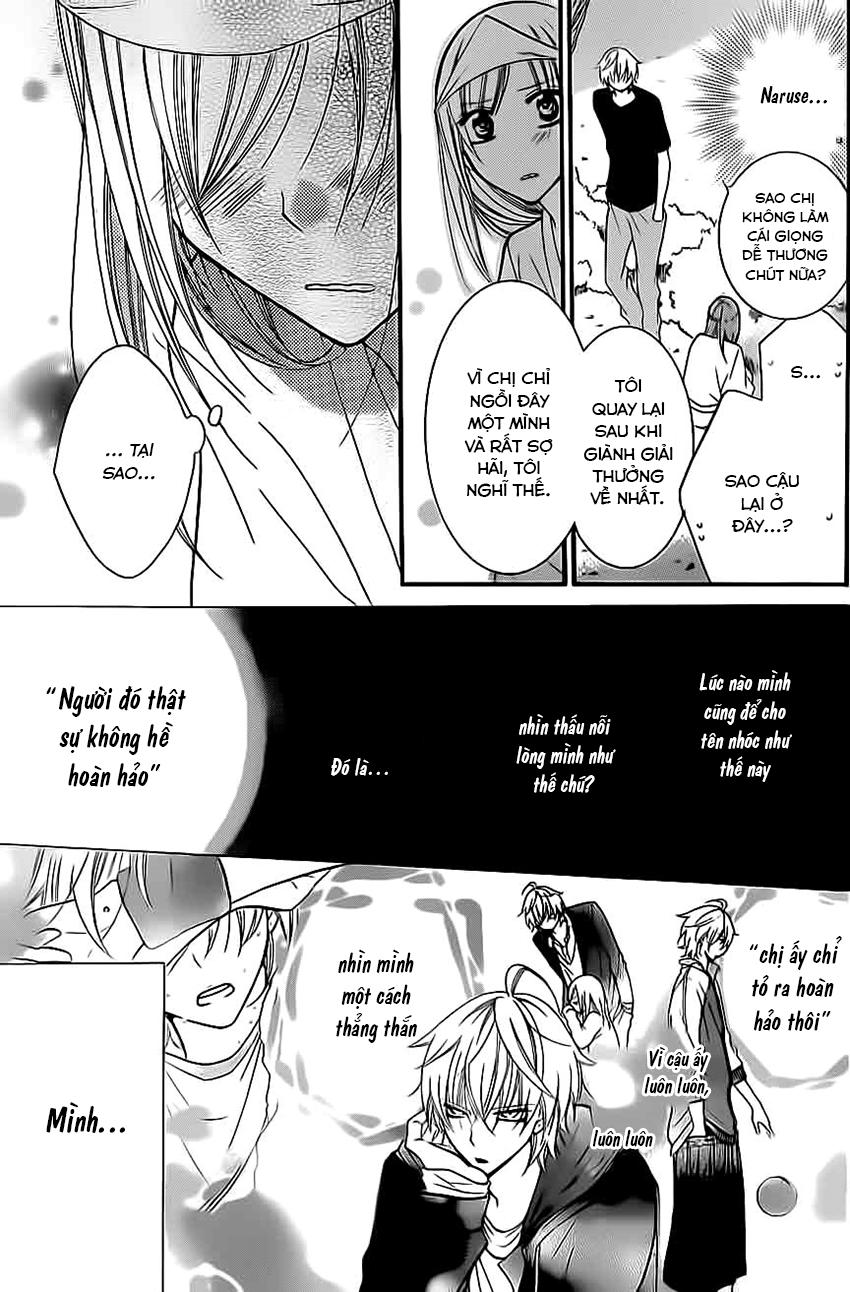 Naruse...
SAO CHỊ
KHÔNG LÀM
CÁI GIỌNG
DỄ THƯƠNG
CHÚT NỮA?
S...
SAO CẬU
LẠI Ở
ĐÂY...?
TÔI
QUAY LẠI
SAU KHI
GIÀNH GIẢI
THƯỞNG
VỀ NHẤT.
VÌ CHỊ CHỈ
NGỒI ĐÂY
MỘT MÌNH
VÀ RẤT SỢ
HÃI, TÔI
NGHĨ THẾ.
... TẠI
SAO...
Lúc nào mình
cũng để cho
tên nhóc như
thế này
nhìn thấu nỗi
lòng mình như
thế chứ?
Đó là...
"Người đó thật
sự không hề
hoàn hảo"
"chị ấy chỉ
tỏ ra hoàn
hảo thôi"
Vì cậu ấy
luôn luôn,
luôn luôn
nhìn mình
một cách
thẳng thắn
Mình...